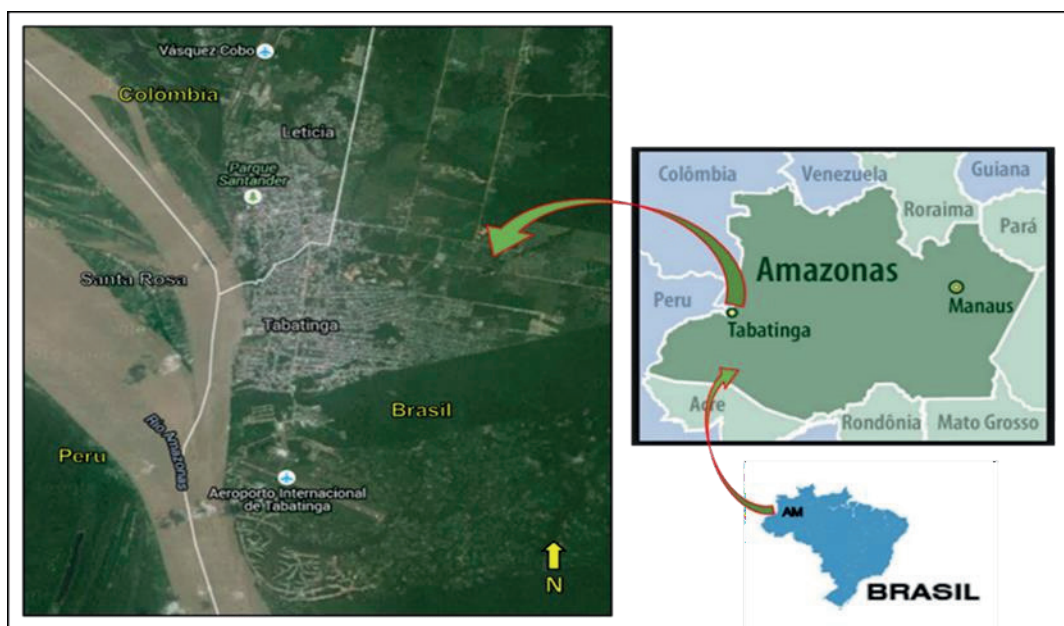 Vásquez Cobo
Colômbia
Leticia
Parque
Santander
Santa Rosa
Tabatinga
Brasil
Peru
Rio Amazonas
Aeroporto Internacional
de Tabatinga
N
Colômbia
Venezuela
Guiana
Roraima
Pará
Amazonas
Peru
Manaus
Tabatinga
Acre
Rondônia
Mato Grosso
AM
BRASIL